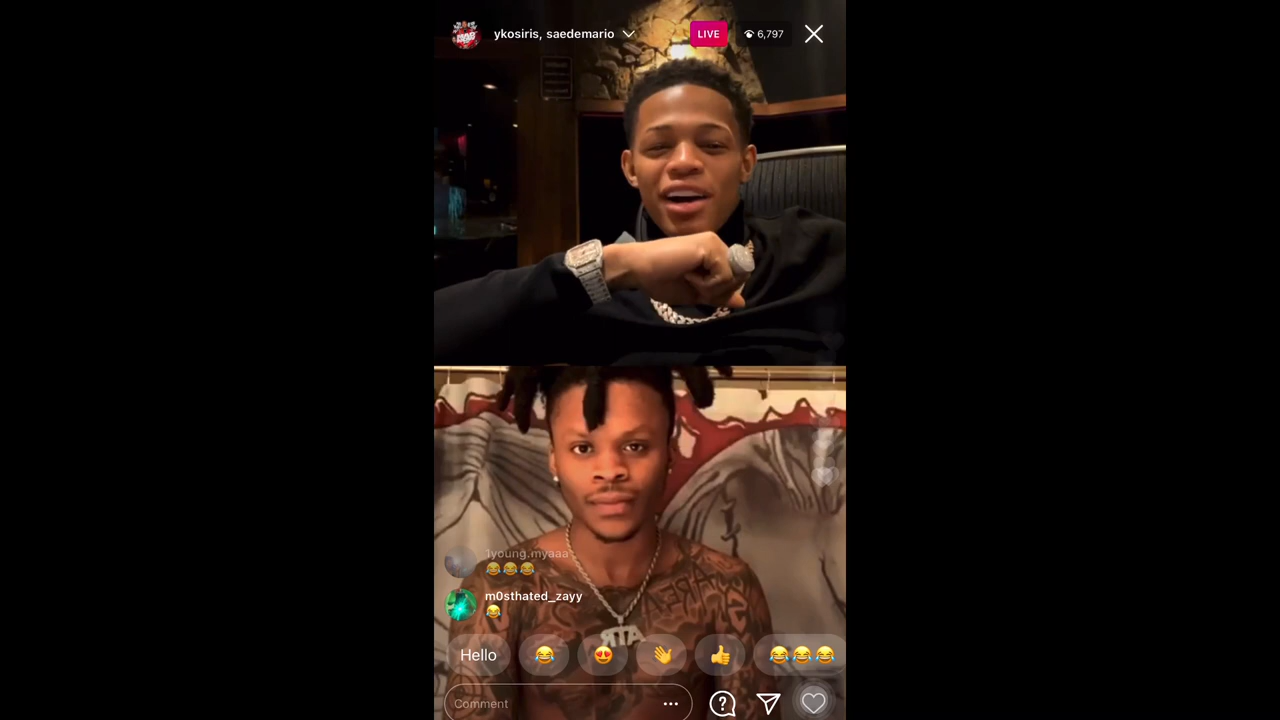 ykosiris, saedemario
LIVE
6,797
1young.myaaa
😂😂😂
m0sthated_zayy
😂
Hello 😂 😍 👋 👍 😂😂😂
Comment